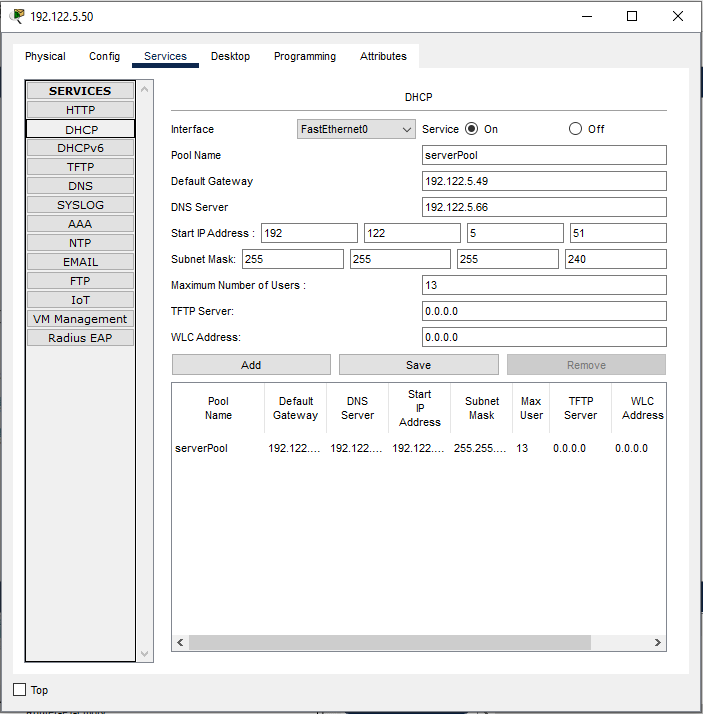 192.122.5.50
Physical Config Services Desktop Programming Attributes
SERVICES
HTTP
DHCP
DHCPv6
TFTP
DNS
SYSLOG
AAA
NTP
EMAIL
FTP
IoT
VM Management
Radius EAP
DHCP
Interface FastEthernet0 Service On Off
Pool Name serverPool
Default Gateway 192.122.5.49
DNS Server 192.122.5.66
Start IP Address : 192 122 5 51
Subnet Mask: 255 255 255 240
Maximum Number of Users : 13
TFTP Server: 0.0.0.0
WLC Address: 0.0.0.0
Add Save Remove
Pool Name Default Gateway DNS Server Start IP Address Subnet Mask Max User TFTP Server WLC Address
serverPool 192.122.... 192.122.... 192.122.... 255.255.... 13 0.0.0.0 0.0.0.0
Top